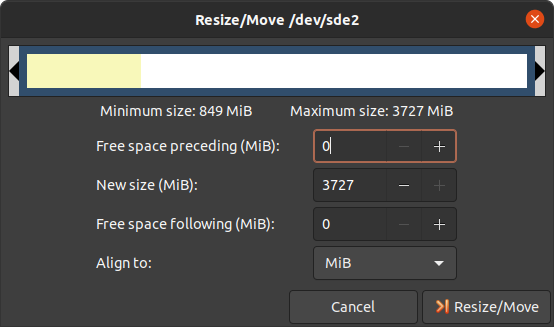 Resize/Move /dev/sde2
Minimum size: 849 MiB Maximum size: 3727 MiB
Free space preceding (MiB): 0
New size (MiB): 3727
Free space following (MiB): 0
Align to: MiB
Cancel Resize/Move